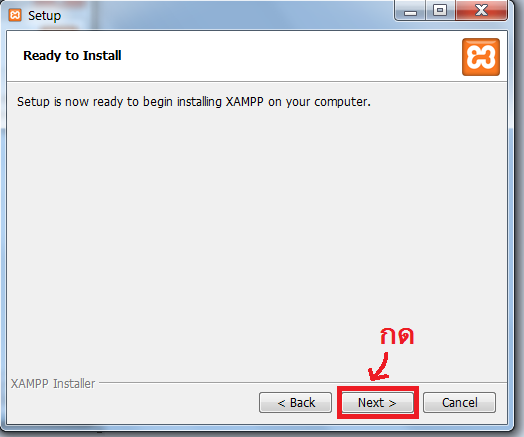 Setup
Ready to Install
Setup is now ready to begin installing XAMPP on your computer.
กด
XAMPP Installer
< Back
Next >
Cancel